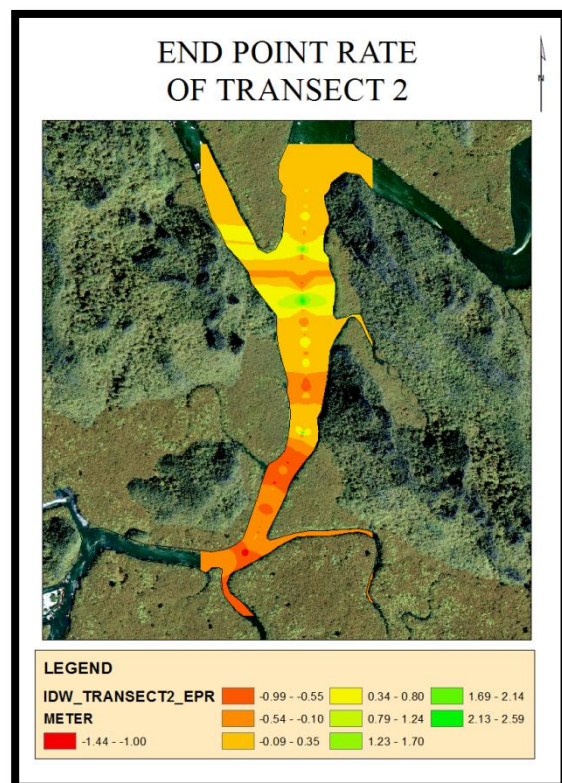 END POINT RATE
OF TRANSECT 2
N
LEGEND
IDW_TRANSECT2_EPR
METER
-1.44 - -1.00
-0.99 - -0.55
-0.54 - -0.10
-0.09 - 0.35
0.34 - 0.80
0.79 - 1.24
1.23 - 1.70
1.69 - 2.14
2.13 - 2.59